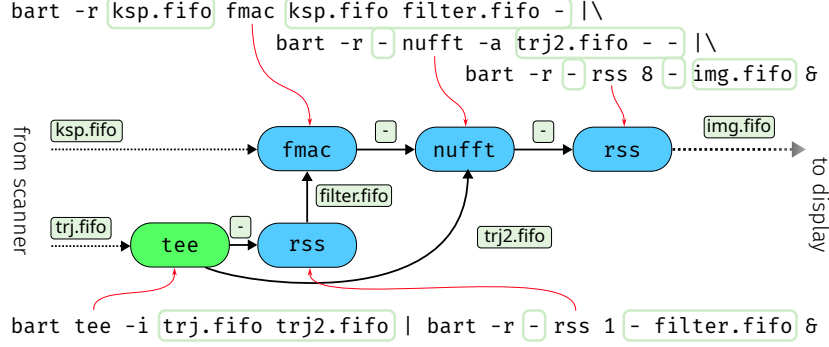 bart -r ksp.fifo fmac ksp.fifo filter.fifo - |\
bart -r - nufft -a trj2.fifo - - |\
bart -r - rss 8 - img.fifo &
ksp.fifo
-
-
img.fifo
from scanner
fmac
nufft
rss
to display
filter.fifo
trj.fifo
-
tee
rss
trj2.fifo
bart tee -i trj.fifo trj2.fifo | bart -r - rss 1 - filter.fifo &